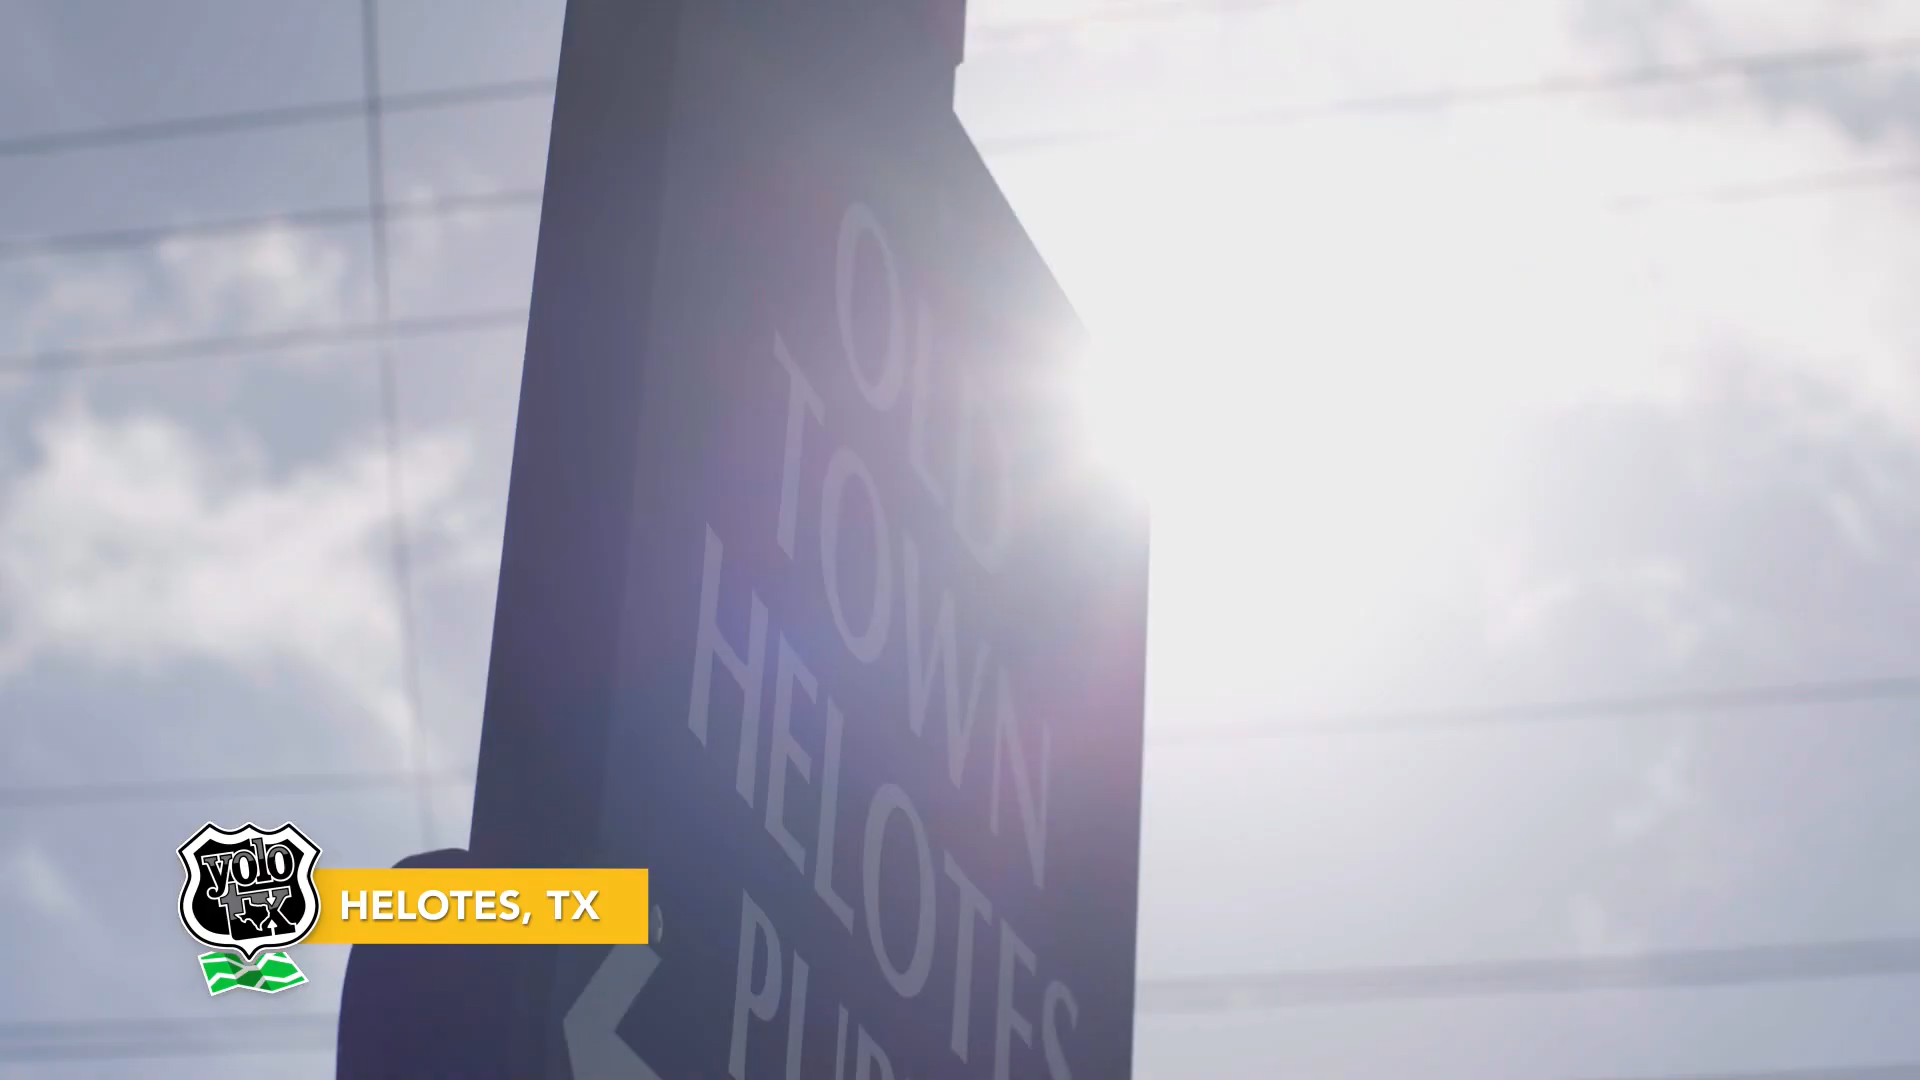 OLD
TOWN
HELOTES
yolo
tx
HELOTES, TX